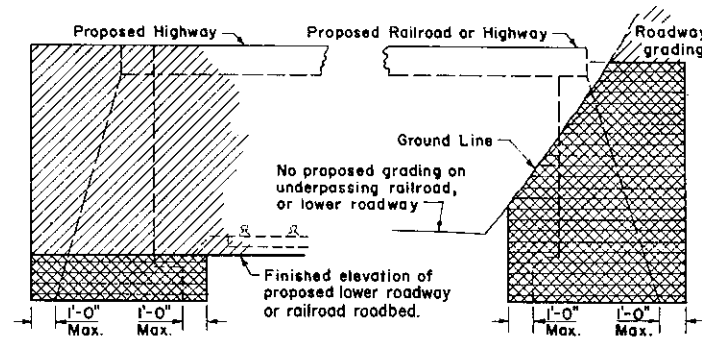 Proposed Highway
Proposed Railroad or Highway
Roadway
grading
Ground Line
No proposed grading on
underpassing railroad,
or lower roadway
Finished elevation of
proposed lower roadway
or railroad roadbed.
1'-0"
Max.
1'-0"
Max.
1'-0"
Max.
1'-0"
Max.